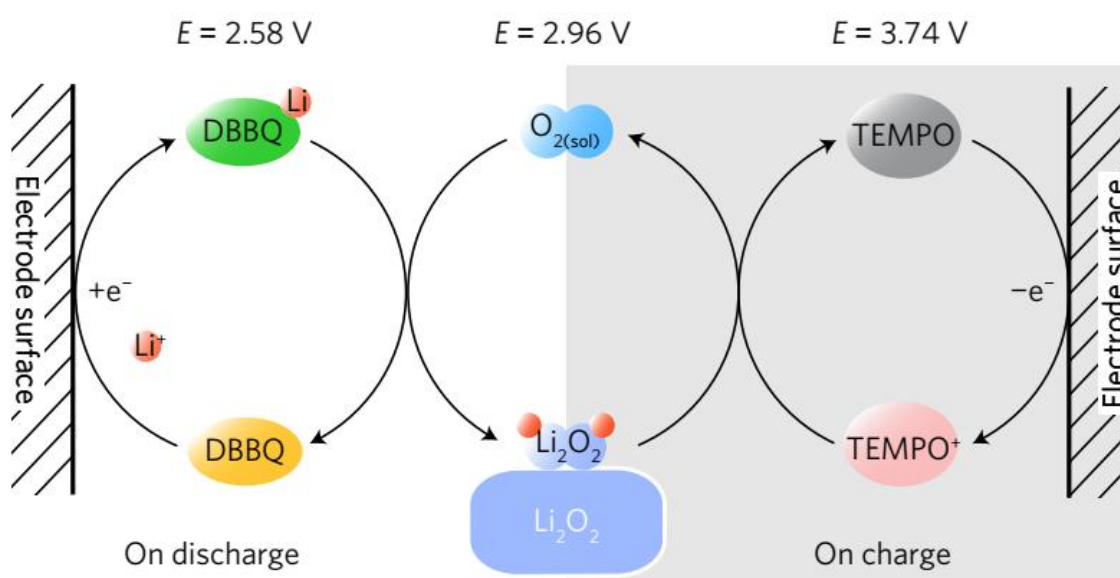 E = 2.58 V
E = 2.96 V
E = 3.74 V
Li
DBBQ
O₂(sol)
TEMPO
Electrode surface
+e⁻
Li⁺
−e⁻
Electrode surface
DBBQ
Li₂O₂
TEMPO⁺
Li₂O₂
On discharge
On charge